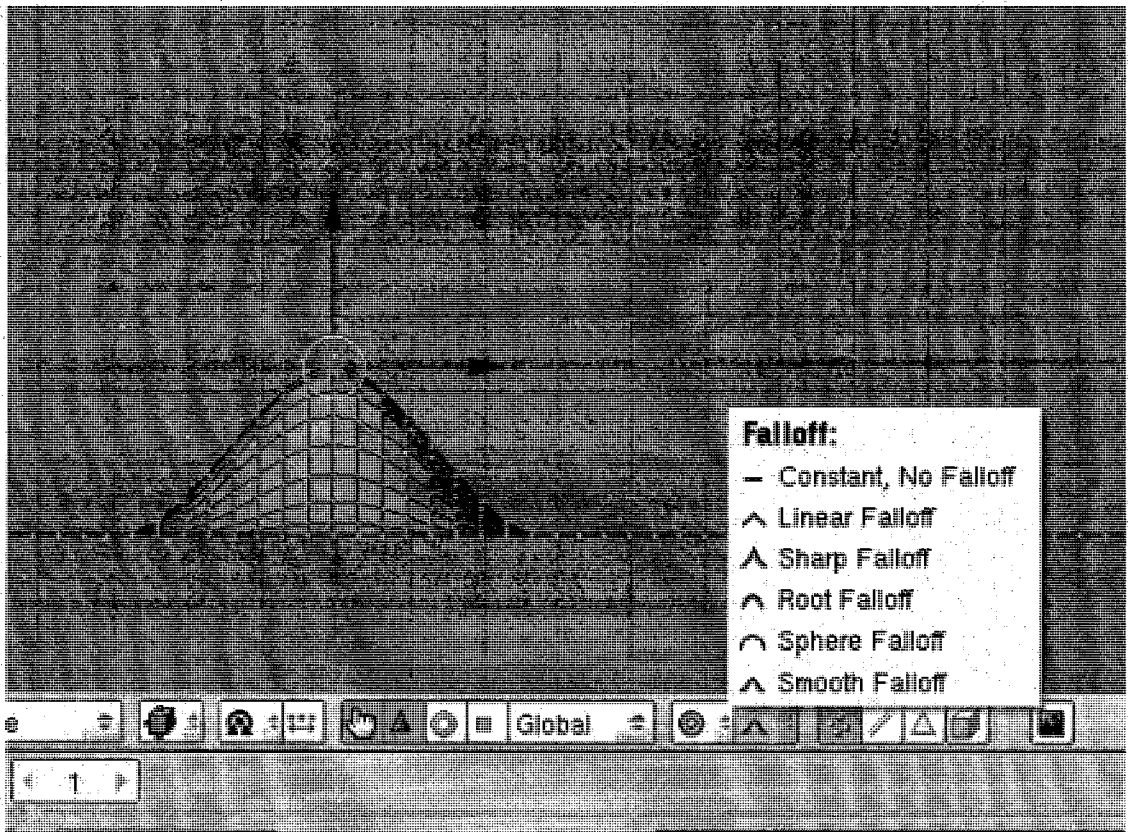 Falloff:
Constant, No Falloff
Linear Falloff
Sharp Falloff
Root Falloff
Sphere Falloff
Smooth Falloff
e
Global
1